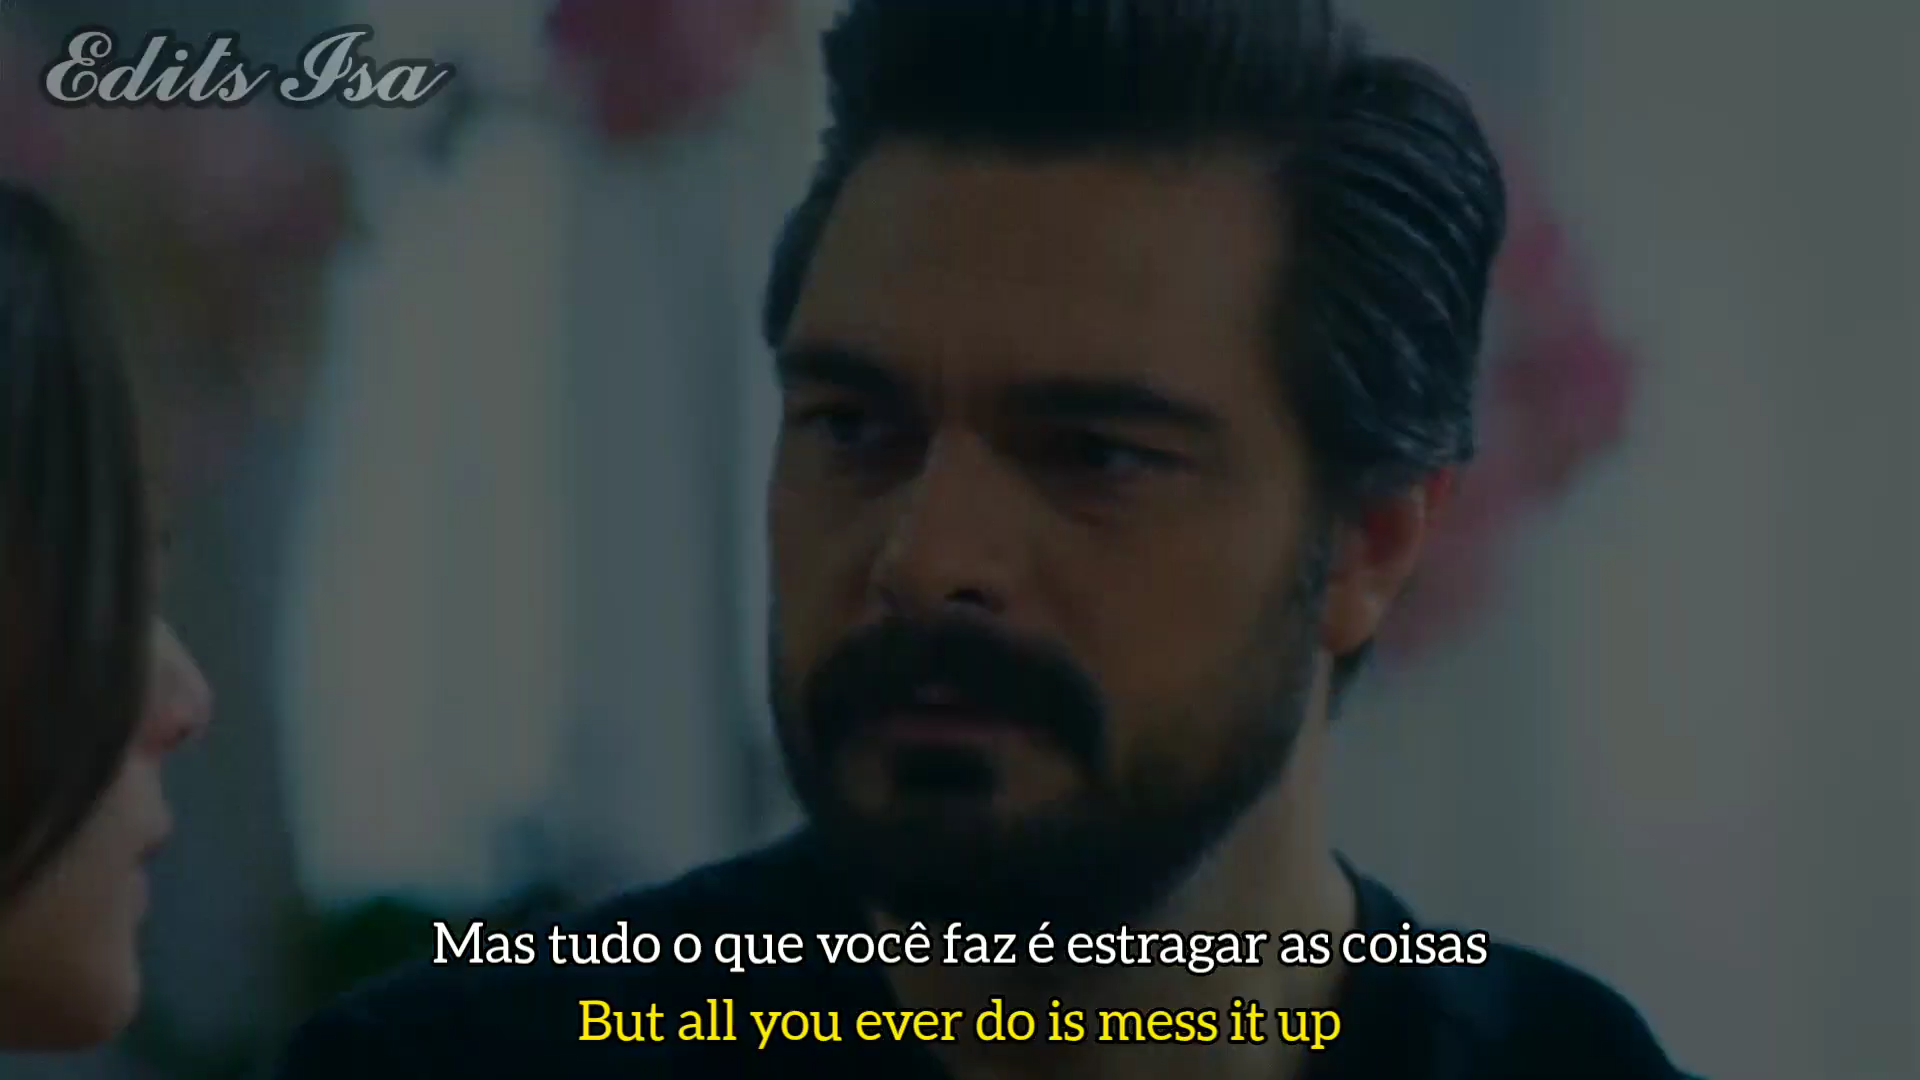 Edits Isa
Mas tudo o que você faz é estragar as coisas
But all you ever do is mess it up